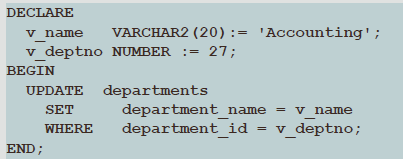 DECLARE
v_name VARCHAR2(20):= 'Accounting';
v_deptno NUMBER := 27;
BEGIN
UPDATE departments
SET department_name = v_name
WHERE department_id = v_deptno;
END;